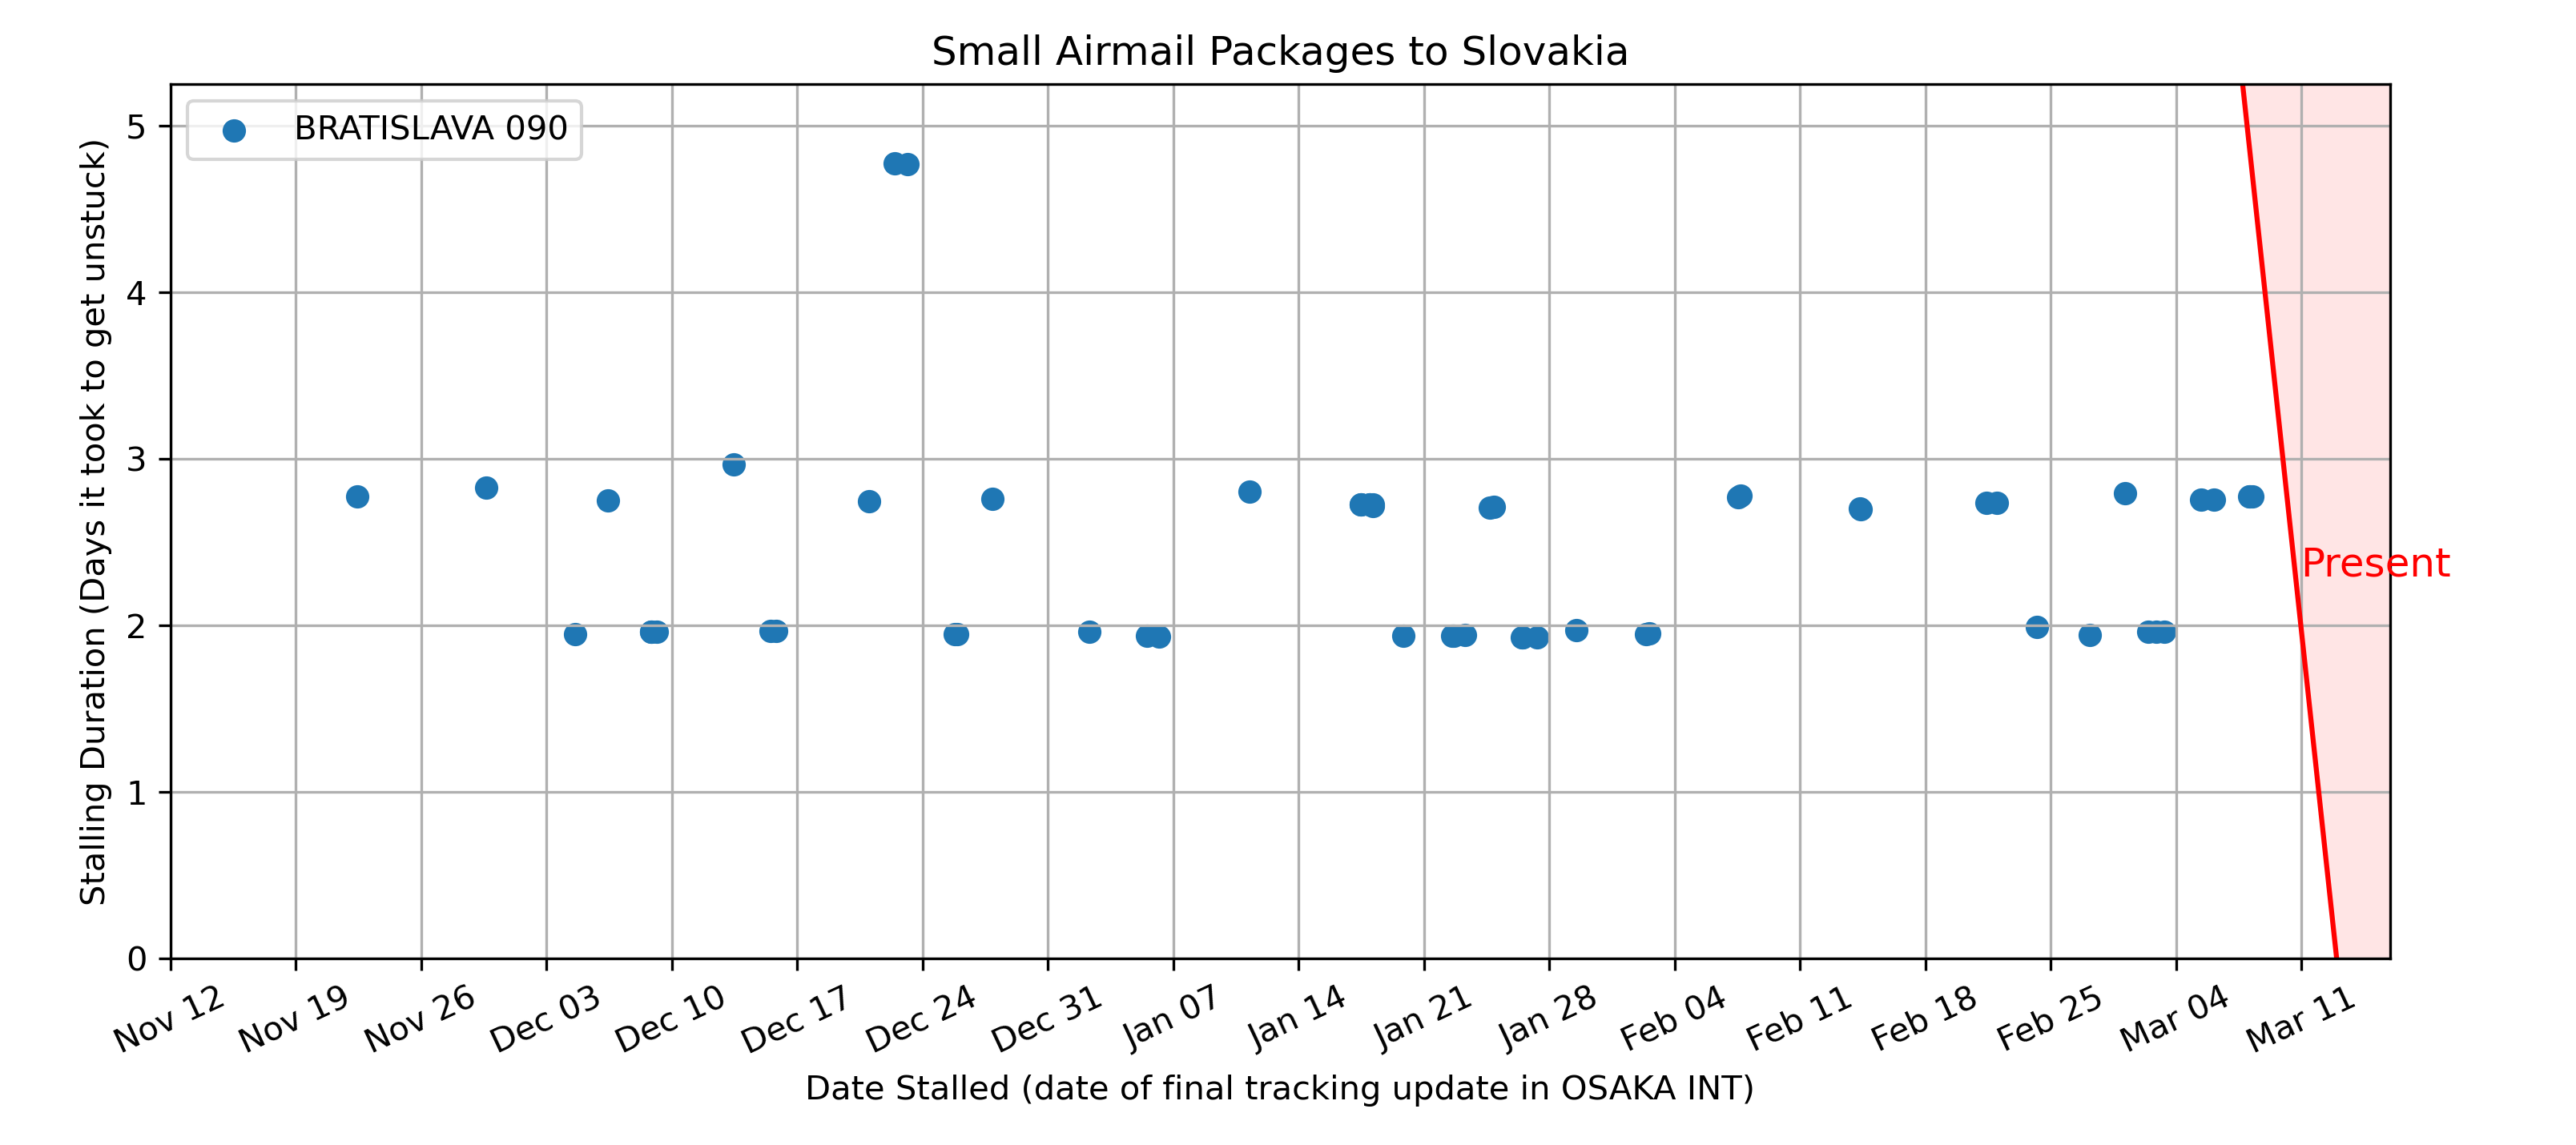 Small Airmail Packages to Slovakia
BRATISLAVA 090
Stalling Duration (Days it took to get unstuck)
5
4
3
2
1
0
Present
Nov 12
Nov 19
Nov 26
Dec 03
Dec 10
Dec 17
Dec 24
Dec 31
Jan 07
Jan 14
Jan 21
Jan 28
Feb 04
Feb 11
Feb 18
Feb 25
Mar 04
Mar 11
Date Stalled (date of final tracking update in OSAKA INT)